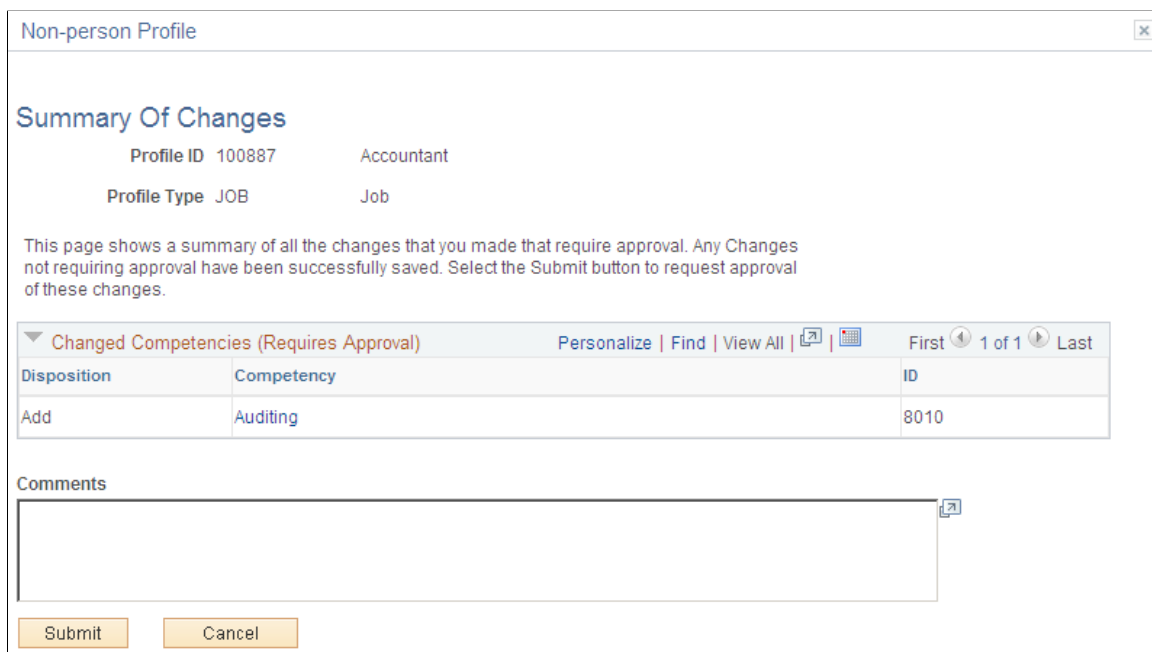 Non-person Profile
Summary Of Changes
Profile ID 100887 Accountant
Profile Type JOB Job
This page shows a summary of all the changes that you made that require approval. Any Changes
not requiring approval have been successfully saved. Select the Submit button to request approval
of these changes.
Changed Competencies (Requires Approval) Personalize | Find | View All | | First 1 of 1 Last
Disposition Competency ID
Add Auditing 8010
Comments
Submit Cancel